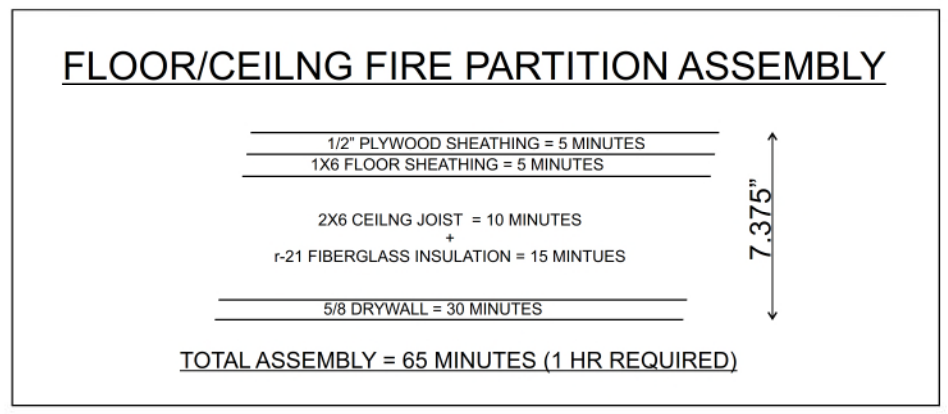 FLOOR/CEILNG FIRE PARTITION ASSEMBLY
1/2" PLYWOOD SHEATHING = 5 MINUTES
1X6 FLOOR SHEATHING = 5 MINUTES
2X6 CEILNG JOIST = 10 MINUTES
+
r-21 FIBERGLASS INSULATION = 15 MINTUES
5/8 DRYWALL = 30 MINUTES
7.375"
TOTAL ASSEMBLY = 65 MINUTES (1 HR REQUIRED)